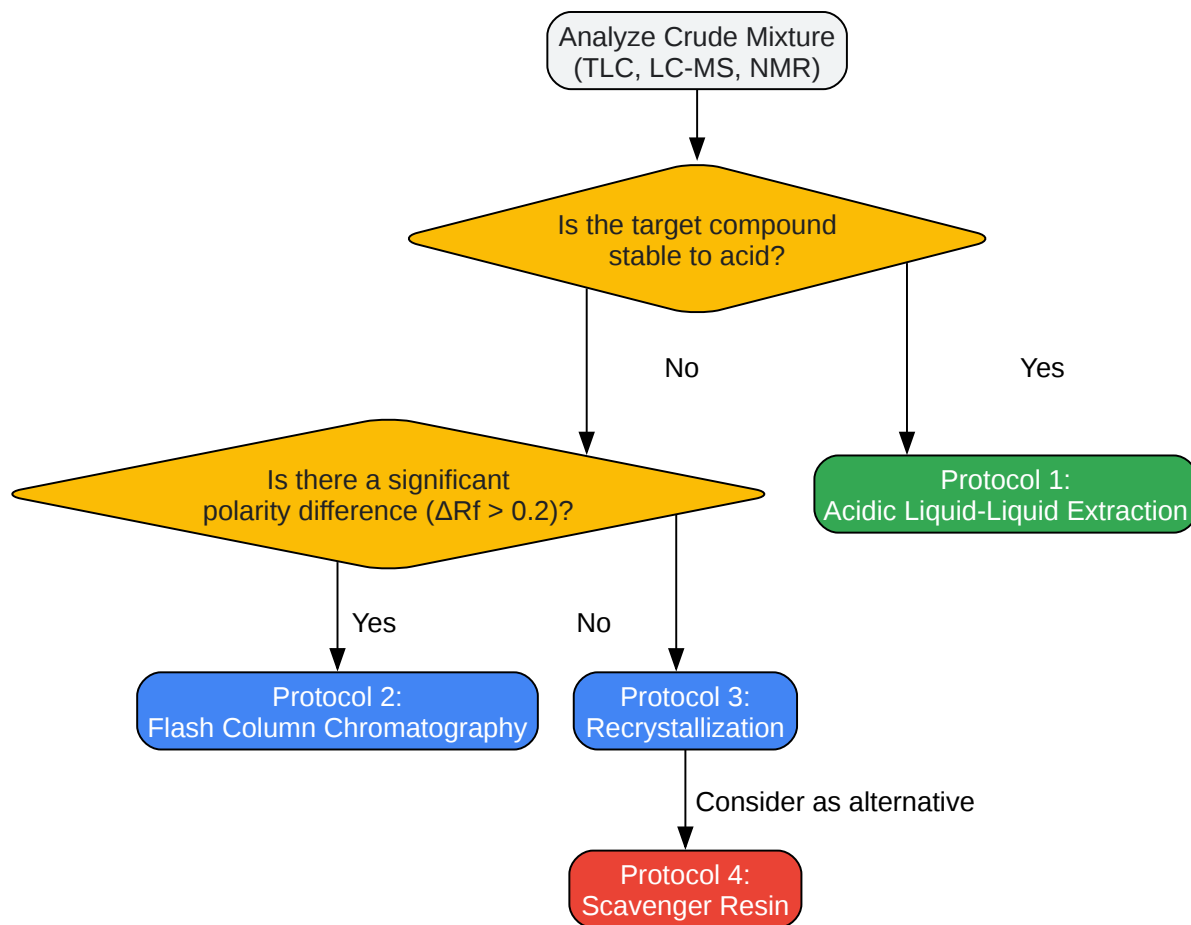 Analyze Crude Mixture
(TLC, LC-MS, NMR)
Is the target compound
stable to acid?
No
Yes
Is there a significant
polarity difference (ΔRf > 0.2)?
Protocol 1:
Acidic Liquid-Liquid Extraction
Yes
No
Protocol 2:
Flash Column Chromatography
Protocol 3:
Recrystallization
Consider as alternative
Protocol 4:
Scavenger Resin